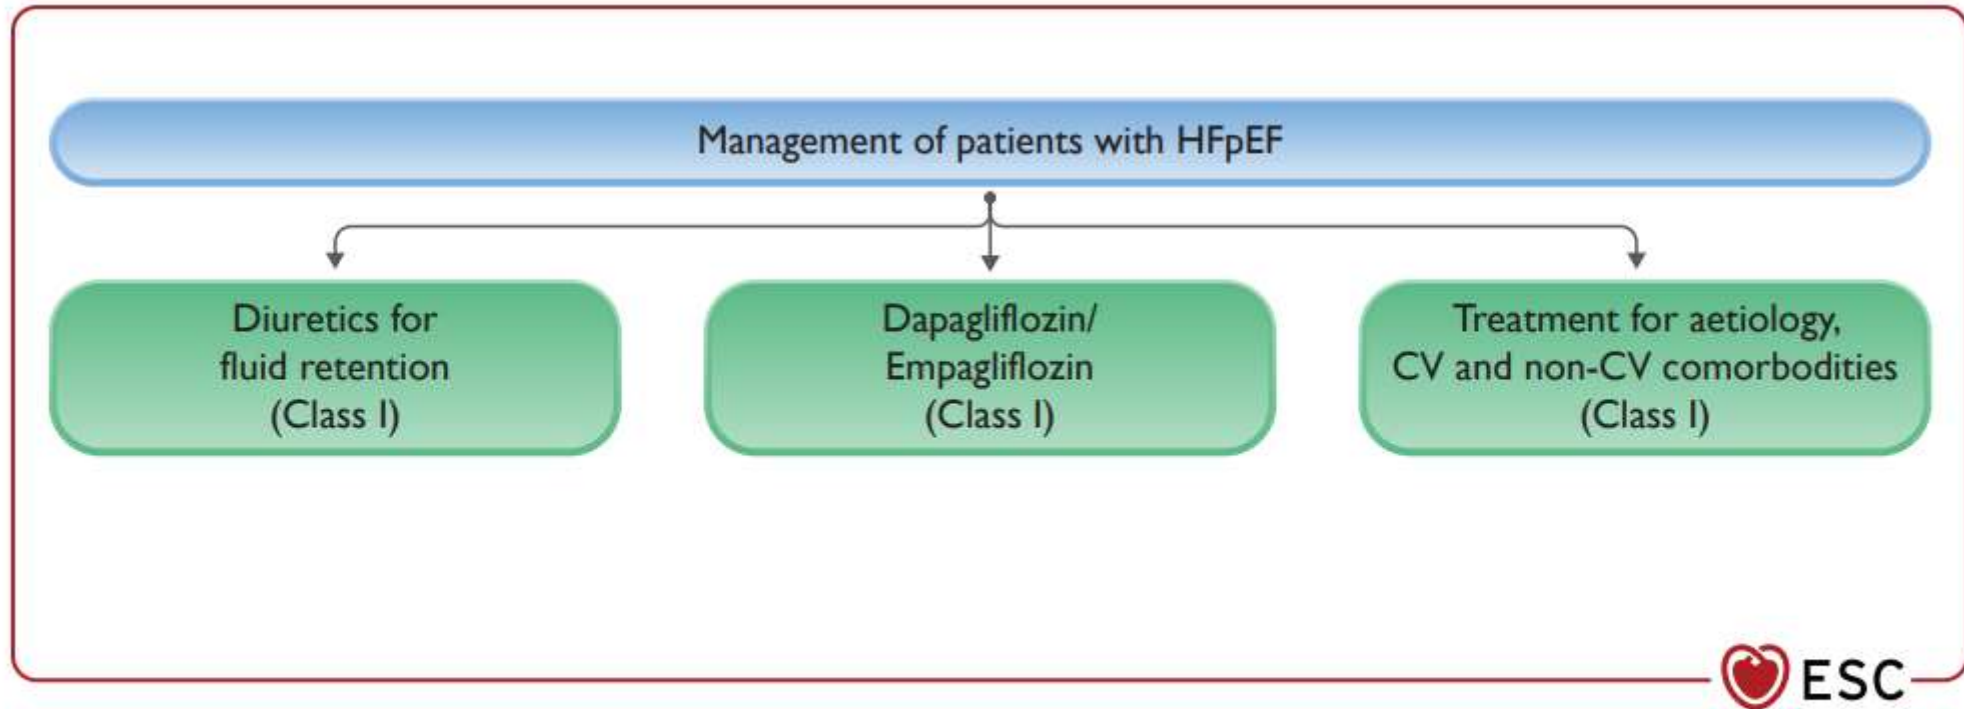 Management of patients with HFpEF
Diuretics for
fluid retention
(Class I)
Dapagliflozin/
Empagliflozin
(Class I)
Treatment for aetiology,
CV and non-CV comorbodities
(Class I)
ESC